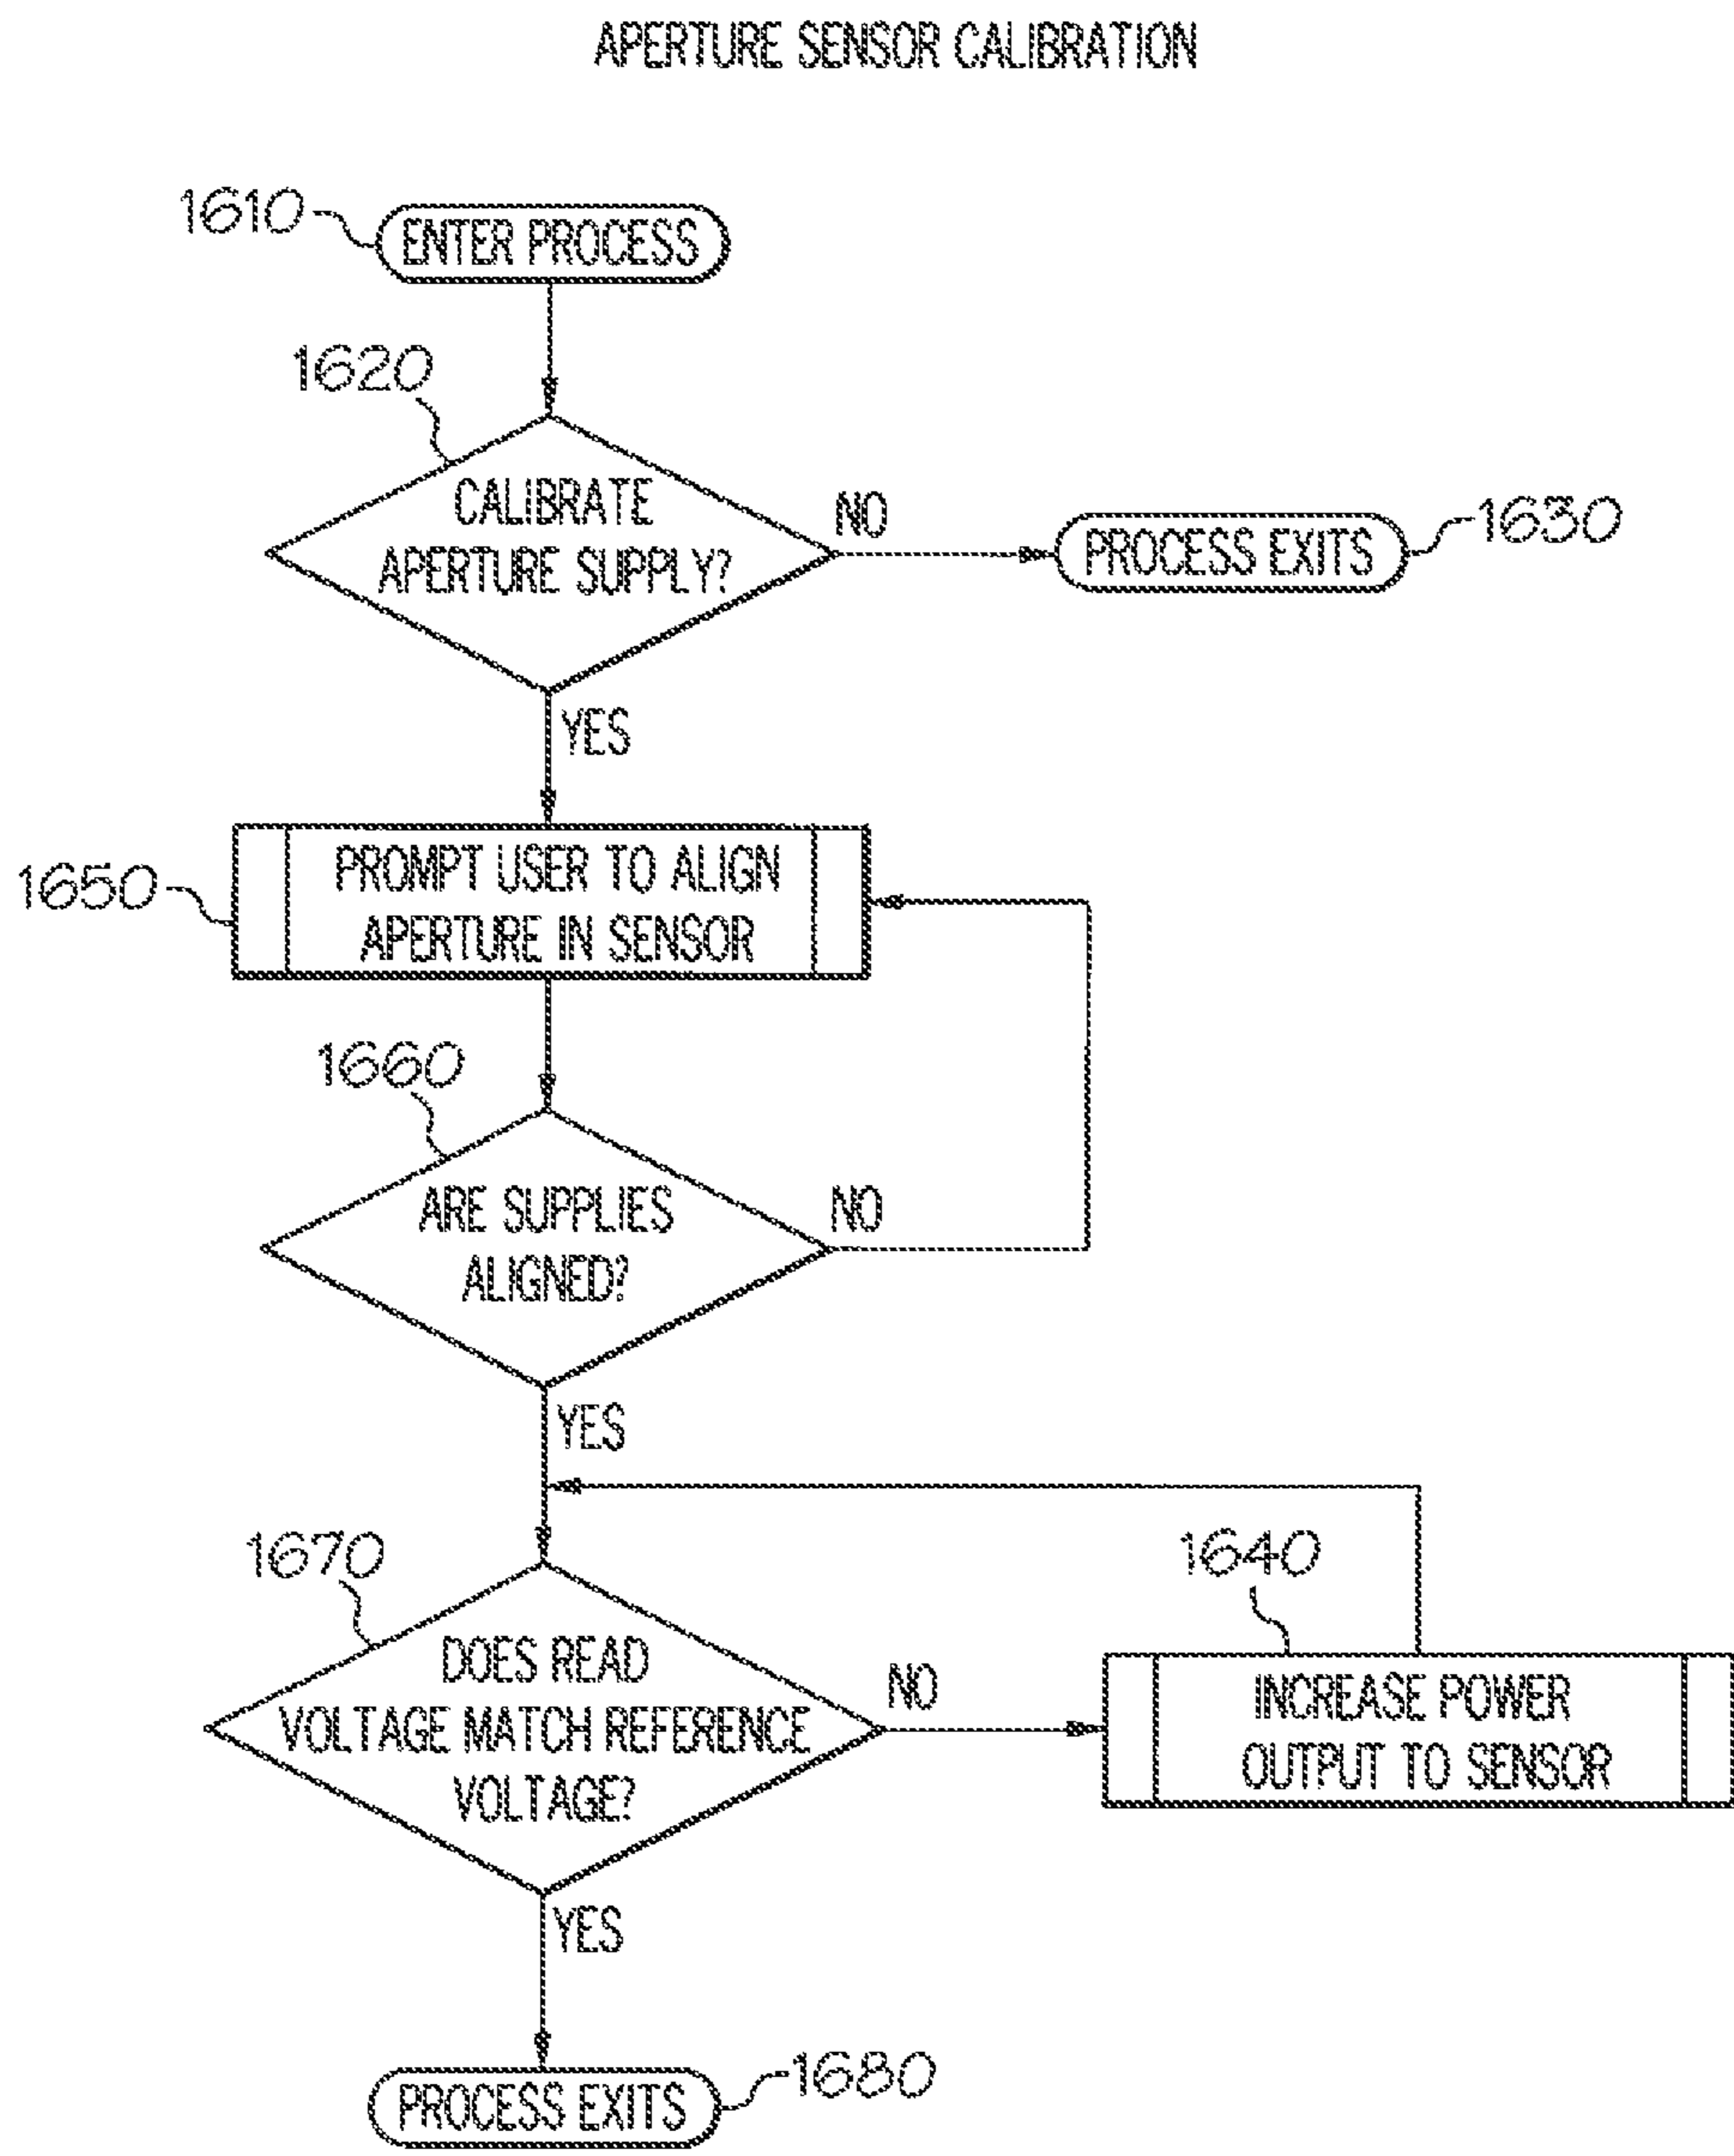 APERTURE SENSOR CALIBRATION
1610
ENTER PROCESS
1620
CALIBRATE
APERTURE SUPPLY?
NO
PROCESS EXITS
1630
YES
1650
PROMPT USER TO ALIGN
APERTURE IN SENSOR
1660
ARE SUPPLIES
ALIGNED?
NO
YES
1670
DOES READ
VOLTAGE MATCH REFERENCE
VOLTAGE?
NO
1640
INCREASE POWER
OUTPUT TO SENSOR
YES
PROCESS EXITS
1680